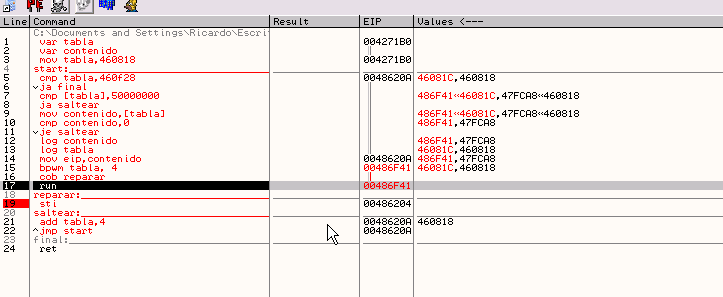 Line Command Result EIP Values <---
C:\Documents and Settings\Ricardo\Escri
1 var tabla 004271B0
2 var contenido
3 mov tabla,460818 004271B0
4 start:
5 cmp tabla,460f28 0048620A 46081C,460818
6 ja final
7 cmp [tabla],50000000 486F41<<46081C,47FCA8<<460818
8 ja saltear
9 mov contenido,[tabla] 486F41<<46081C,47FCA8<<460818
10 cmp contenido,0 486F41,47FCA8
11 je saltear
12 log contenido 486F41,47FCA8
13 log tabla 46081C,460818
14 mov eip,contenido 0048620A 486F41,47FCA8
15 bpwm tabla, 4 00486F41 46081C,460818
16 cob reparar
17 run 00486F41
18 reparar:
19 sti 00486204
20 saltear:
21 add tabla,4 0048620A 460818
22 ^jmp start 0048620A
23 final:
24 ret